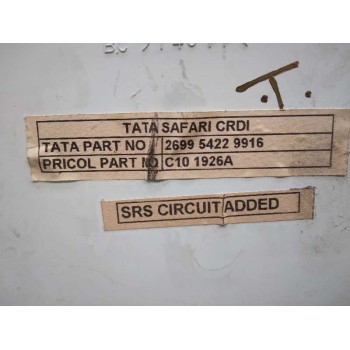 T.
TATA SAFARI CRDI
TATA PART NO 2699 5422 9916
PRICOL PART NO C10 1926A
SRS CIRCUIT ADDED